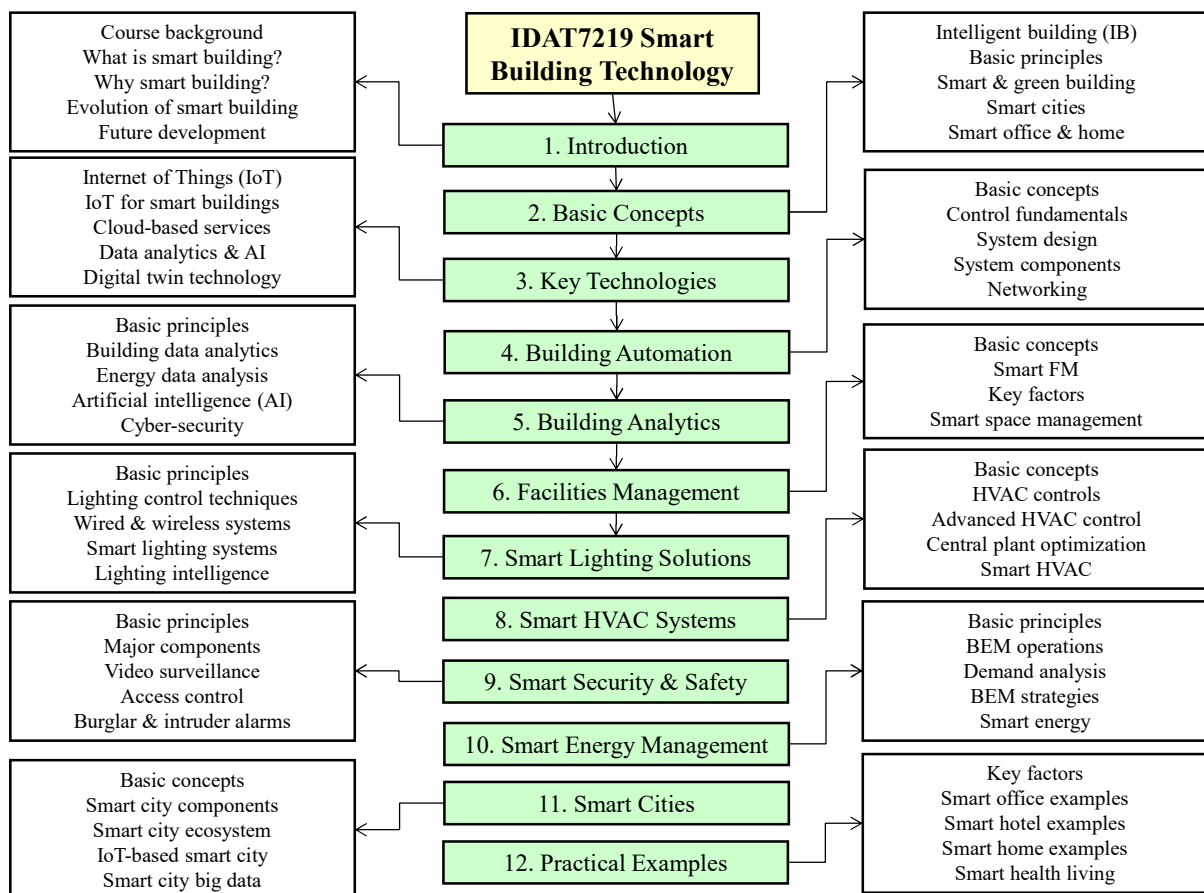 IDAT7219 Smart
Building Technology
1. Introduction
2. Basic Concepts
3. Key Technologies
4. Building Automation
5. Building Analytics
6. Facilities Management
7. Smart Lighting Solutions
8. Smart HVAC Systems
9. Smart Security & Safety
10. Smart Energy Management
11. Smart Cities
12. Practical Examples
Course background
What is smart building?
Why smart building?
Evolution of smart building
Future development
Internet of Things (IoT)
IoT for smart buildings
Cloud-based services
Data analytics & AI
Digital twin technology
Basic principles
Building data analytics
Energy data analysis
Artificial intelligence (AI)
Cyber-security
Basic principles
Lighting control techniques
Wired & wireless systems
Smart lighting systems
Lighting intelligence
Basic principles
Major components
Video surveillance
Access control
Burglar & intruder alarms
Basic concepts
Smart city components
Smart city ecosystem
IoT-based smart city
Smart city big data
Intelligent building (IB)
Basic principles
Smart & green building
Smart cities
Smart office & home
Basic concepts
Control fundamentals
System design
System components
Networking
Basic concepts
Smart FM
Key factors
Smart space management
Basic concepts
HVAC controls
Advanced HVAC control
Central plant optimization
Smart HVAC
Basic principles
BEM operations
Demand analysis
BEM strategies
Smart energy
Key factors
Smart office examples
Smart hotel examples
Smart home examples
Smart health living